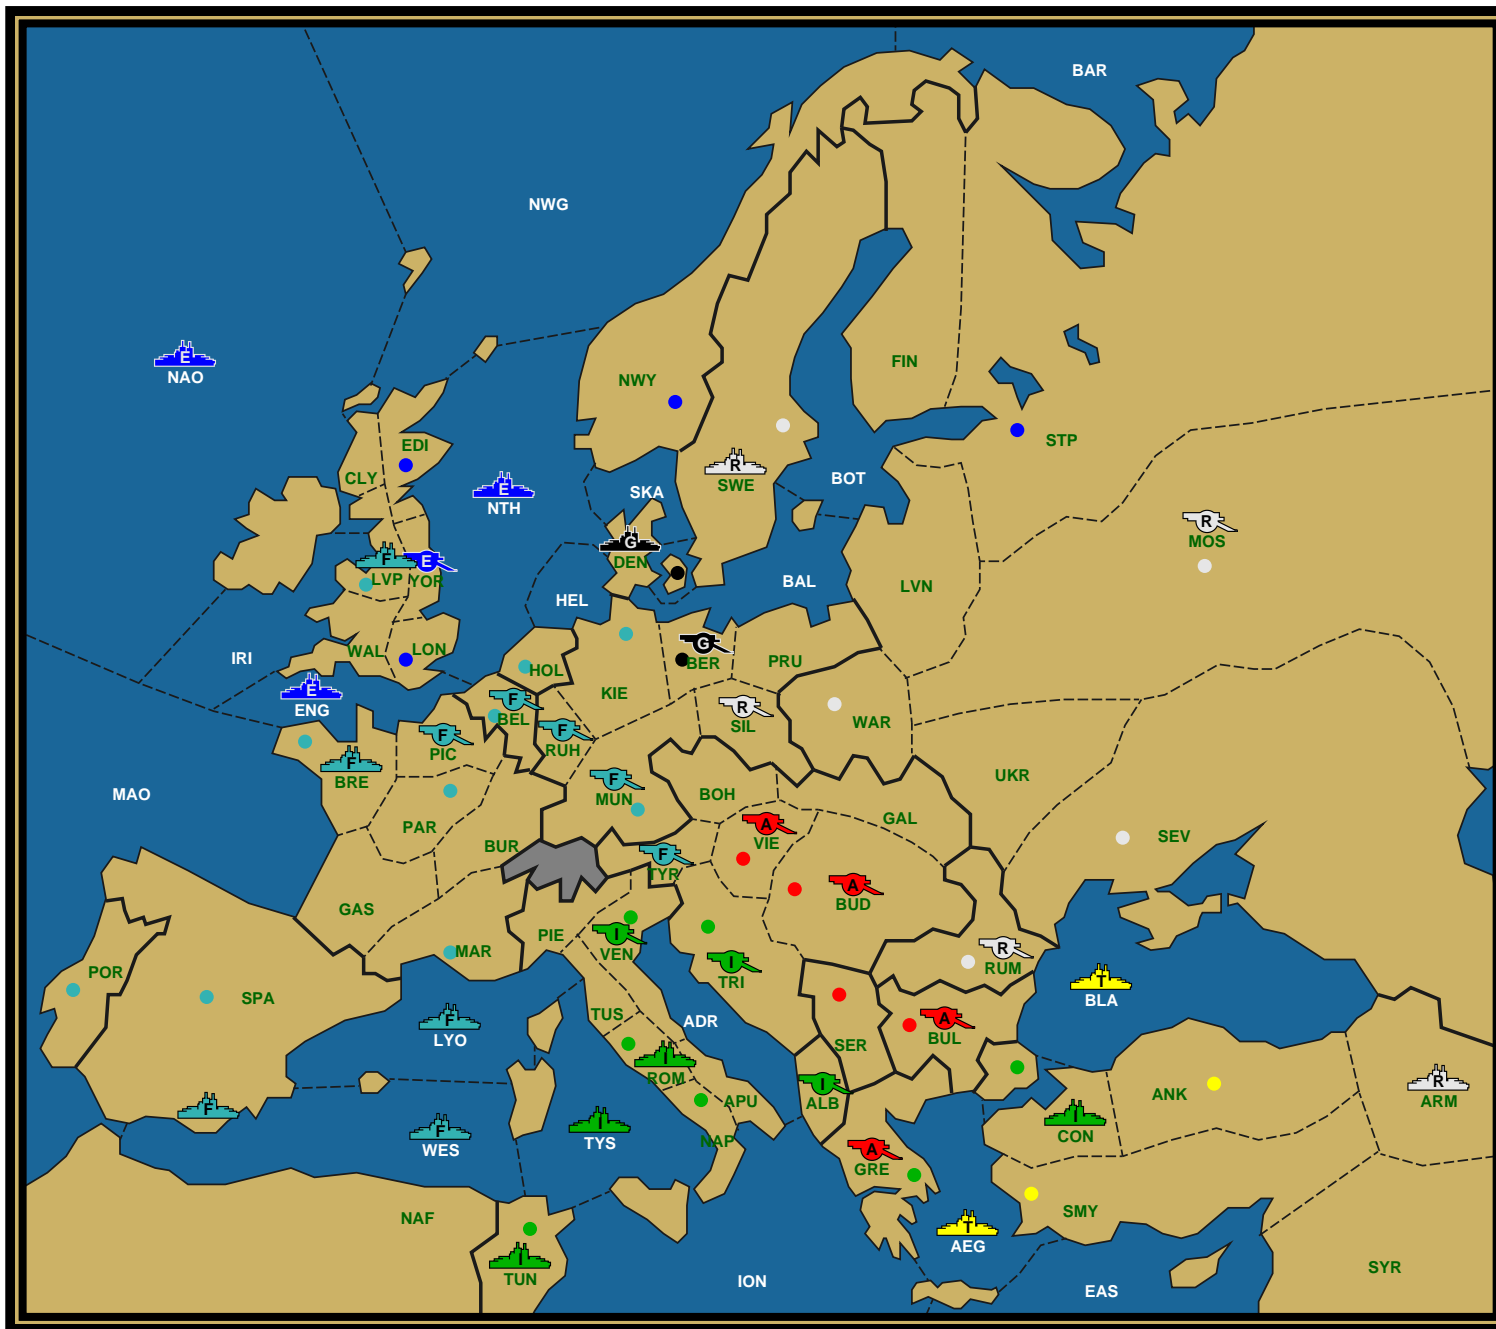 BAR
NWG
E
NAO
FIN
NWY
EDI
STP
CLY
R
SWE
BOT
E
NTH
SKA
R
MOS
G
DEN
F
LVP
E
YOR
BAL
LVN
HEL
IRI
WAL
LON
HOL
G
BER
PRU
E
ENG
KIE
F
BEL
R
SIL
WAR
F
PIC
F
RUH
F
BRE
F
MUN
BOH
UKR
MAO
PAR
A
VIE
GAL
SEV
BUR
F
TYR
A
BUD
GAS
PIE
I
VEN
MAR
R
RUM
POR
SPA
I
TRI
T
BLA
F
LYO
TUS
ADR
A
BUL
SER
I
ROM
I
ALB
APU
ANK
R
ARM
F
F
WES
I
TYS
I
CON
NAP
A
GRE
NAF
SMY
T
AEG
I
TUN
ION
EAS
SYR